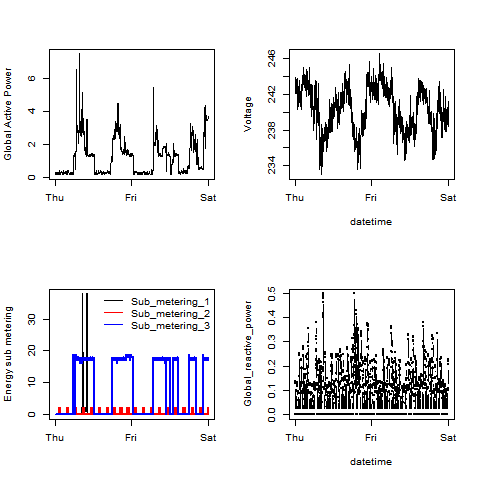 Global Active Power
0
2
4
6
Thu
Fri
Sat
Voltage
234
238
242
246
Thu
Fri
Sat
datetime
Energy sub metering
0
10
20
30
Thu
Fri
Sat
Sub_metering_1
Sub_metering_2
Sub_metering_3
Global_reactive_power
0.0
0.1
0.2
0.3
0.4
0.5
Thu
Fri
Sat
datetime